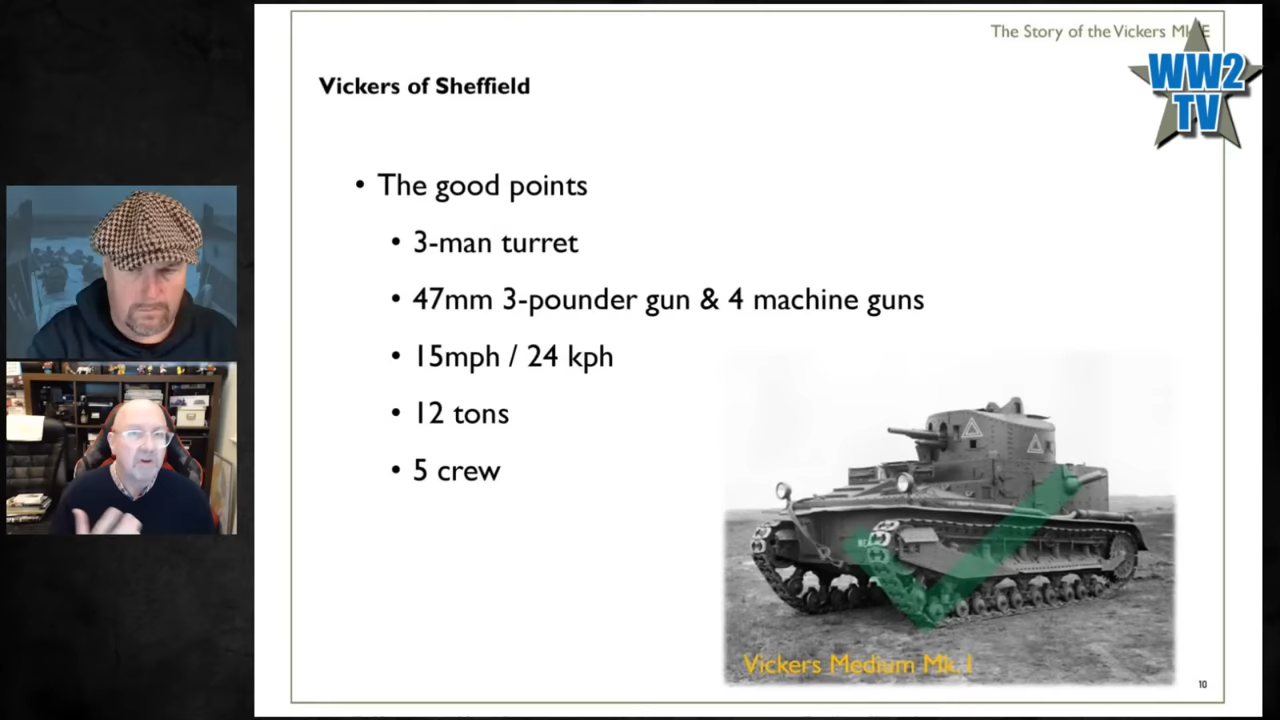 The Story of the Vickers Mk E
WW2
TV
Vickers of Sheffield
• The good points
• 3-man turret
• 47mm 3-pounder gun & 4 machine guns
• 15mph / 24 kph
• 12 tons
• 5 crew
Vickers Medium Mk. I
10